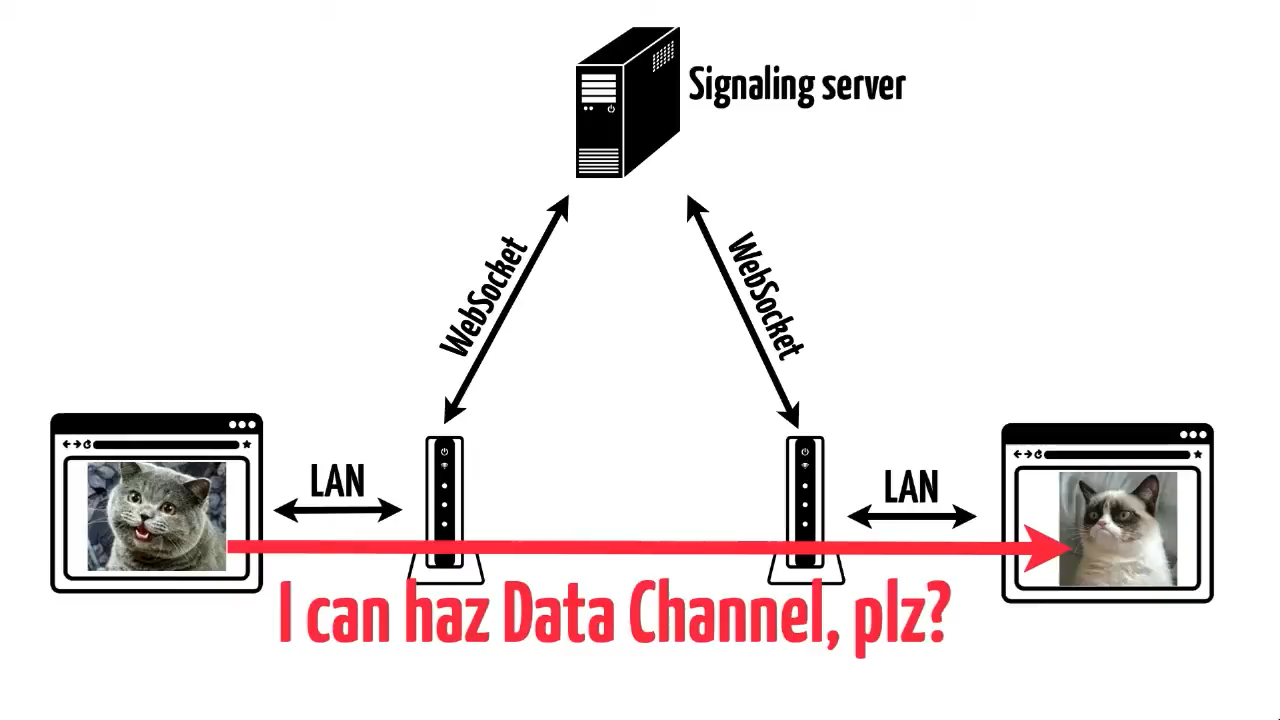 Signaling server
WebSocket
WebSocket
LAN
LAN
I can haz Data Channel, plz?